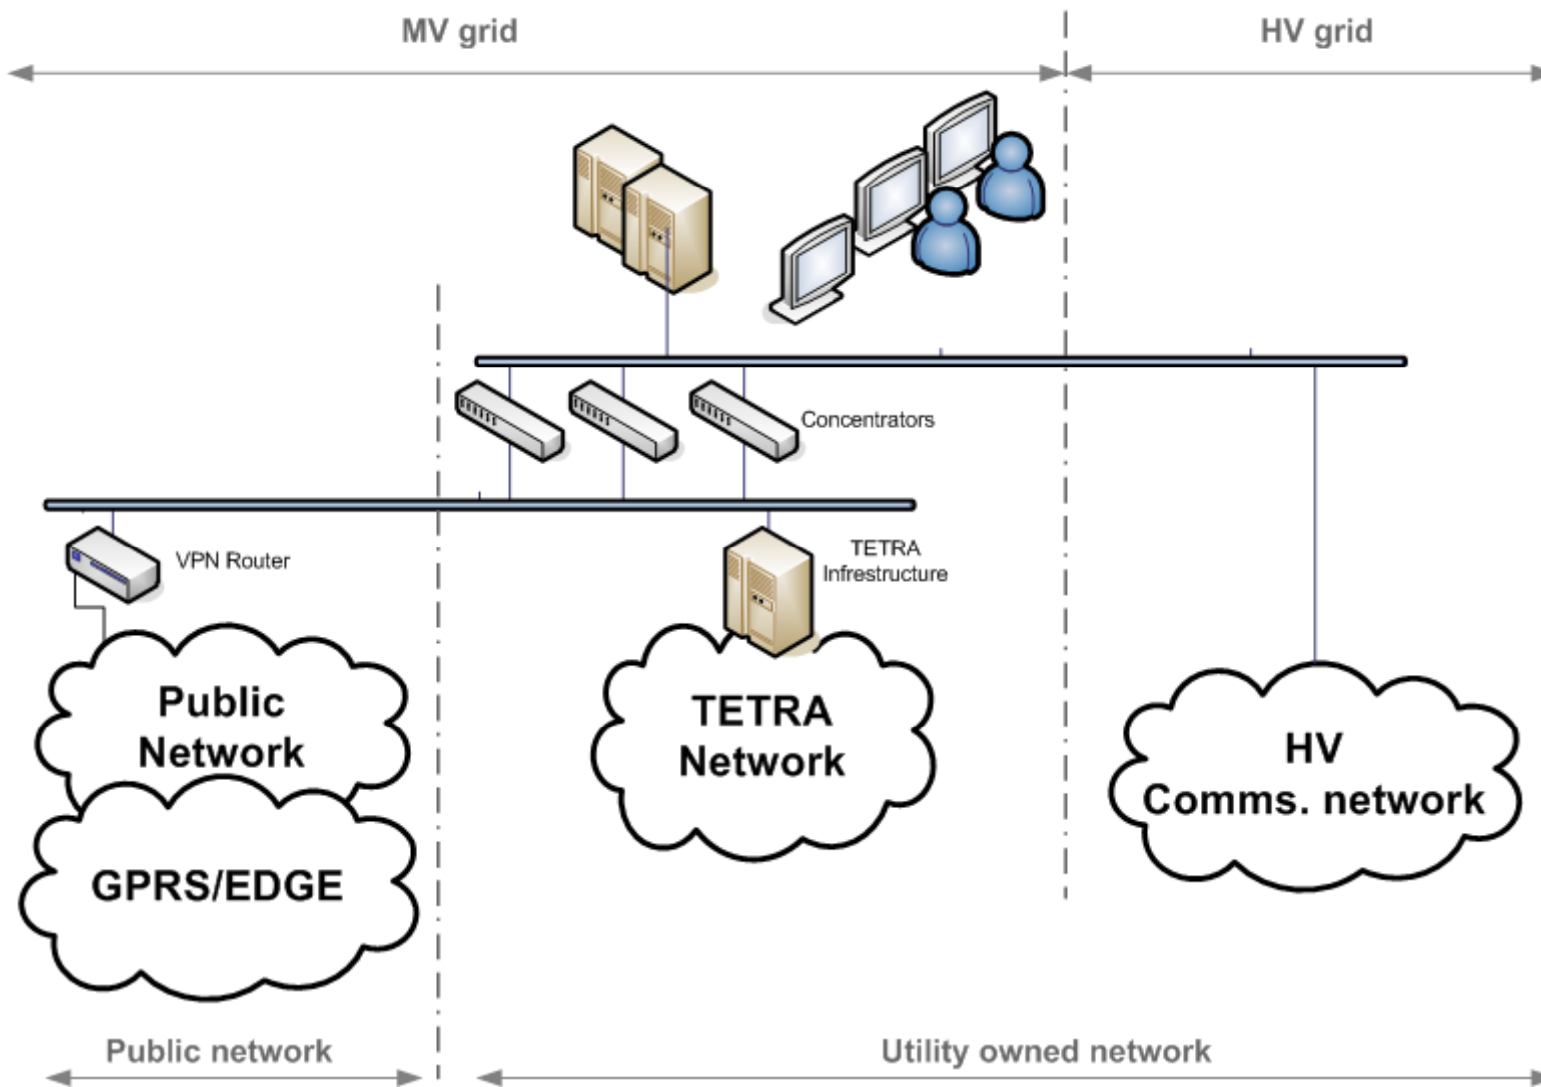 MV grid
HV grid
Concentrators
VPN Router
TETRA
Infrestructure
Public
Network
TETRA
Network
HV
Comms. network
GPRS/EDGE
Public network
Utility owned network